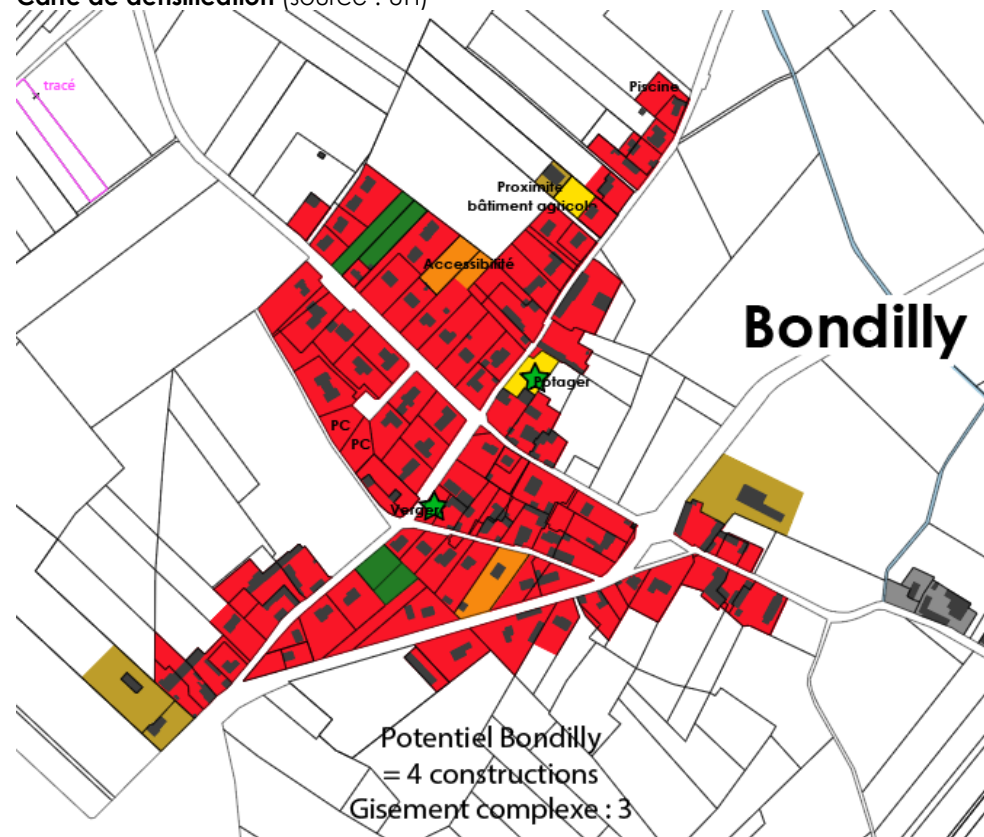 Carte de densification (source : UH)
tracé
Piscine
Proximité
bâtiment agricole
Accessibilité
Bondilly
Potager
PC
PC
Verger
Potentiel Bondilly
= 4 constructions
Gisement complexe : 3